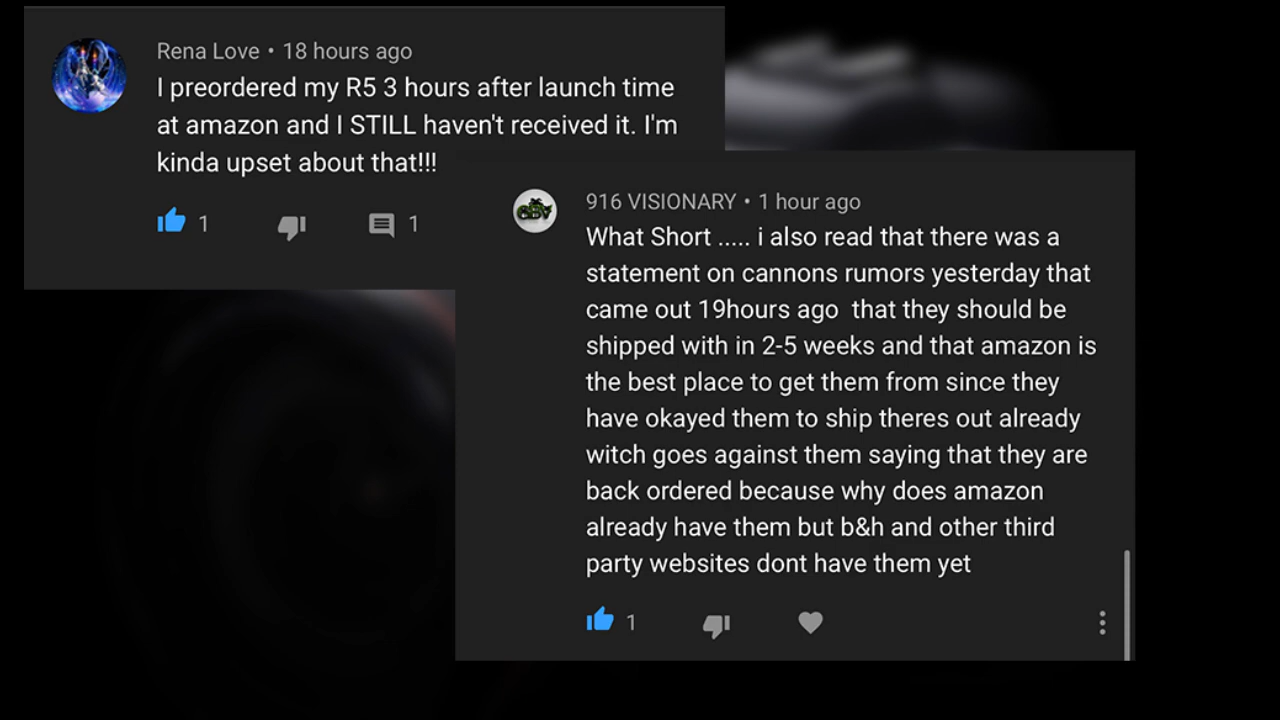 Rena Love • 18 hours ago
I preordered my R5 3 hours after launch time
at amazon and I STILL haven't received it. I'm
kinda upset about that!!!
1
1
916 VISIONARY • 1 hour ago
What Short ..... i also read that there was a
statement on cannons rumors yesterday that
came out 19hours ago  that they should be
shipped with in 2-5 weeks and that amazon is
the best place to get them from since they
have okayed them to ship theres out already
witch goes against them saying that they are
back ordered because why does amazon
already have them but b&h and other third
party websites dont have them yet
1